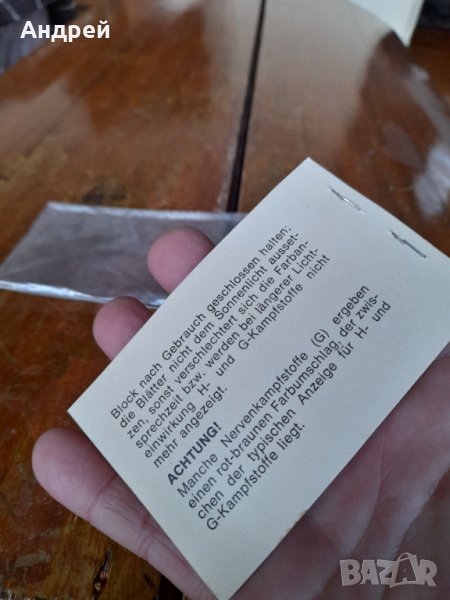 Андрей
Block nach Gebrauch geschlossen halten;
die Blätter nicht dem Sonnenlicht ausset-
zen, sonst verschlechtert sich die Farban-
sprechzeit bzw. werden bei längerer Licht-
einwirkung H- und G-Kampfstoffe nicht
mehr angezeigt.
ACHTUNG!
Manche Nervenkampfstoffe (G) ergeben
einen rot-braunen Farbumschlag, der zwis-
chen der typischen Anzeige für H- und
G-Kampfstoffe liegt.
BAZAR